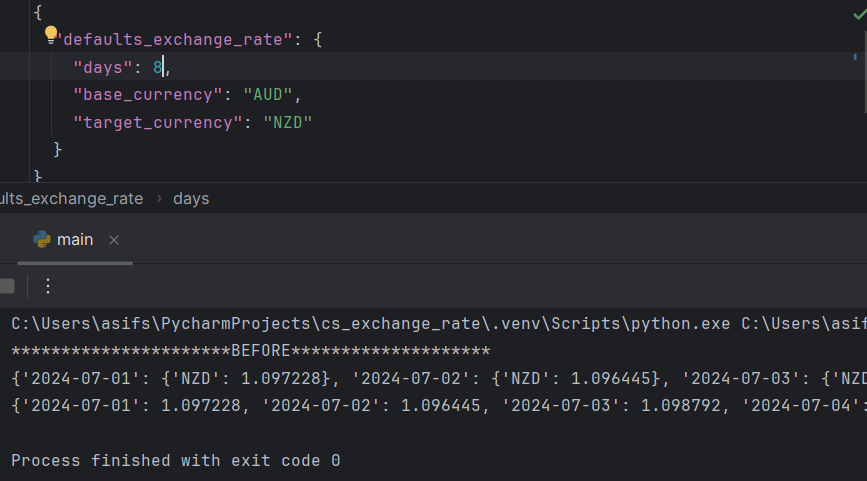 {
"defaults_exchange_rate": {
"days": 8,
"base_currency": "AUD",
"target_currency": "NZD"
}
}
ults_exchange_rate › days
main ×
C:\Users\asifs\PycharmProjects\cs_exchange_rate\.venv\Scripts\python.exe C:\Users\asif
**********************BEFORE********************
{'2024-07-01': {'NZD': 1.097228}, '2024-07-02': {'NZD': 1.096445}, '2024-07-03': {'NZD
{'2024-07-01': 1.097228, '2024-07-02': 1.096445, '2024-07-03': 1.098792, '2024-07-04':
Process finished with exit code 0